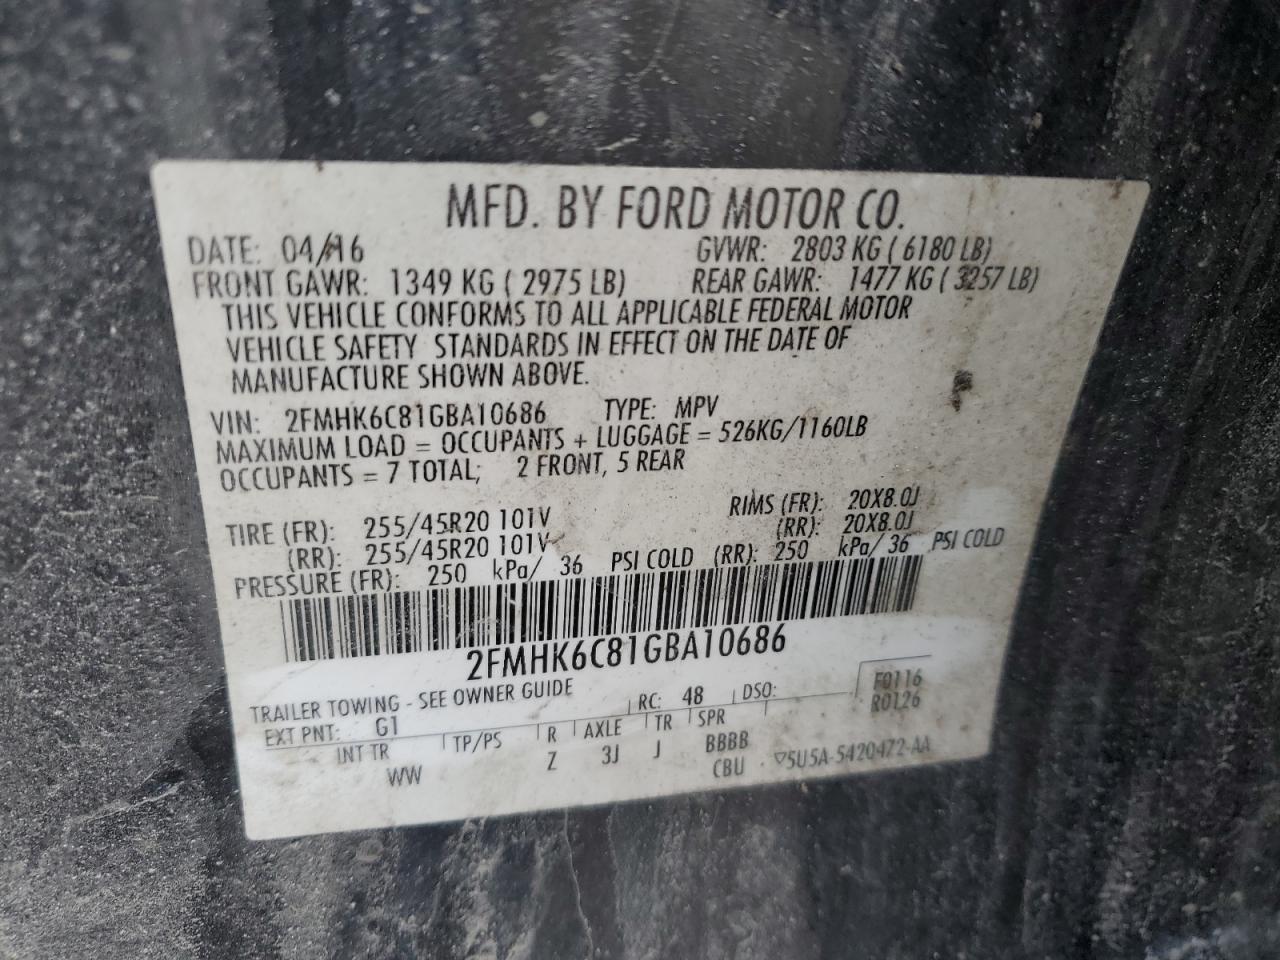 MFD. BY FORD MOTOR CO.
DATE: 04/16 GVWR: 2803 KG ( 6180 LB)
FRONT GAWR: 1349 KG ( 2975 LB) REAR GAWR: 1477 KG ( 3257 LB)
THIS VEHICLE CONFORMS TO ALL APPLICABLE FEDERAL MOTOR
VEHICLE SAFETY STANDARDS IN EFFECT ON THE DATE OF
MANUFACTURE SHOWN ABOVE.
VIN: 2FMHK6C81GBA10686 TYPE: MPV
MAXIMUM LOAD = OCCUPANTS + LUGGAGE = 526KG/1160LB
OCCUPANTS = 7 TOTAL; 2 FRONT, 5 REAR
TIRE (FR): 255/45R20 101V RIMS (FR): 20X8.0J
(RR): 255/45R20 101V (RR): 20X8.0J
PRESSURE (FR): 250 kPa/ 36 PSI COLD (RR): 250 kPa/ 36 PSI COLD
2FMHK6C81GBA10686
TRAILER TOWING - SEE OWNER GUIDE F0116
EXT PNT: G1 RC: 48 DSO: R0126
INT TR TP/PS R AXLE TR SPR
WW Z 3J J BBBB
CBU ▽5U5A-5420472-AA